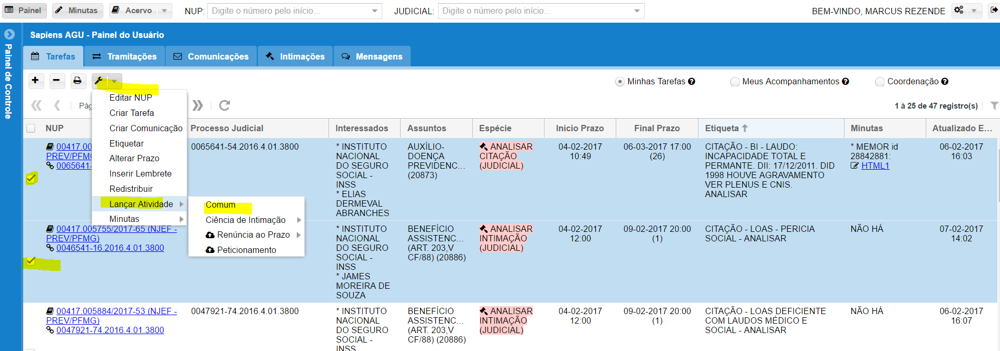 Painel
Minutas
Acervo
NUP:
Digite o número pelo início...
JUDICIAL:
Digite o número pelo início...
BEM-VINDO, MARCUS REZENDE
Painel de Controle
Sapiens AGU - Painel do Usuário
Tarefas
Tramitações
Comunicações
Intimações
Mensagens
Minhas Tarefas
Meus Acompanhamentos
Coordenação
Pág
1 à 25 de 47 registro(s)
Editar NUP
Criar Tarefa
Criar Comunicação
Etiquetar
Alterar Prazo
Inserir Lembrete
Redistribuir
Lançar Atividade
Minutas
Comum
Ciência de Intimação
Renúncia ao Prazo
Peticionamento
NUP
Processo Judicial
Interessados
Assuntos
Espécie
Início Prazo
Final Prazo
Etiqueta
Minutas
Atualizado E...
00417.00
PREV/PFMG
0065641-
0065641-54.2016.4.01.3800
* INSTITUTO
NACIONAL
DO SEGURO
SOCIAL -
INSS
* ELIAS
DERMEVAL
ABRANCHES
AUXÍLIO-
DOENÇA
PREVIDENC...
(20873)
ANALISAR
CITAÇÃO
(JUDICIAL)
04-02-2017
10:49
06-03-2017 17:00
(26)
CITAÇÃO - BI - LAUDO:
INCAPACIDADE TOTAL E
PERMANTE. DII: 17/12/2011. DID
1998 HOUVE AGRAVAMENTO
VER PLENUS E CNIS.
ANALISAR
* MEMOR id
28842881:
HTML1
06-02-2017
16:03
00417.005755/2017-65 (NJEF -
PREV/PFMG)
0046541-16.2016.4.01.3800
* INSTITUTO
NACIONAL
DO SEGURO
SOCIAL -
INSS
* JAMES
MOREIRA DE
SOUZA
BENEFÍCIO
ASSISTENC...
(ART. 203,V
CF/88) (20886)
ANALISAR
INTIMAÇÃO
(JUDICIAL)
04-02-2017
12:00
09-02-2017 20:00
(1)
CITAÇÃO - LOAS - PERICIA
SOCIAL - ANALISAR
NÃO HÁ
07-02-2017
14:02
00417.005884/2017-53 (NJEF -
PREV/PFMG)
0047921-74.2016.4.01.3800
0047921-74.2016.4.01.3800
* INSTITUTO
NACIONAL
DO SEGURO
SOCIAL -
INSS
BENEFÍCIO
ASSISTENC...
(ART. 203,V
CF/88) (20886)
ANALISAR
INTIMAÇÃO
(JUDICIAL)
04-02-2017
12:00
09-02-2017 20:00
(1)
CITAÇÃO - LOAS DEFICIENTE
COM LAUDOS MÉDICO E
SOCIAL - ANALISAR
NÃO HÁ
06-02-2017
16:07